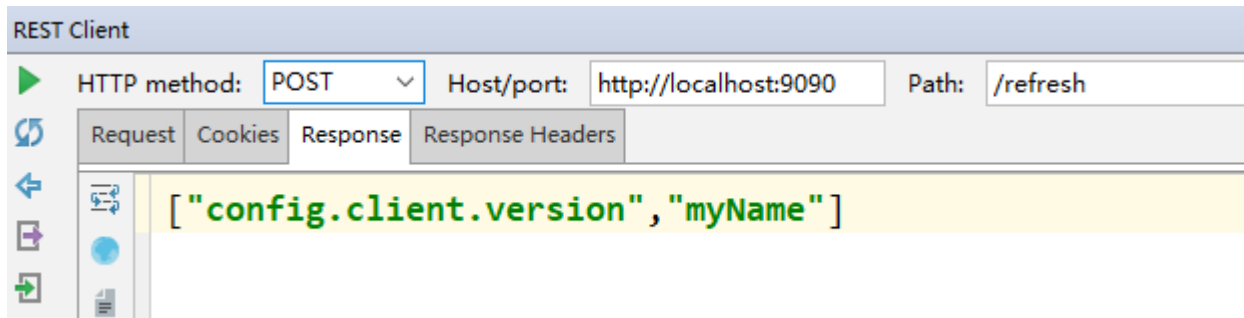 REST Client
HTTP method: POST Host/port: http://localhost:9090 Path: /refresh
Request Cookies Response Response Headers
["config.client.version","myName"]